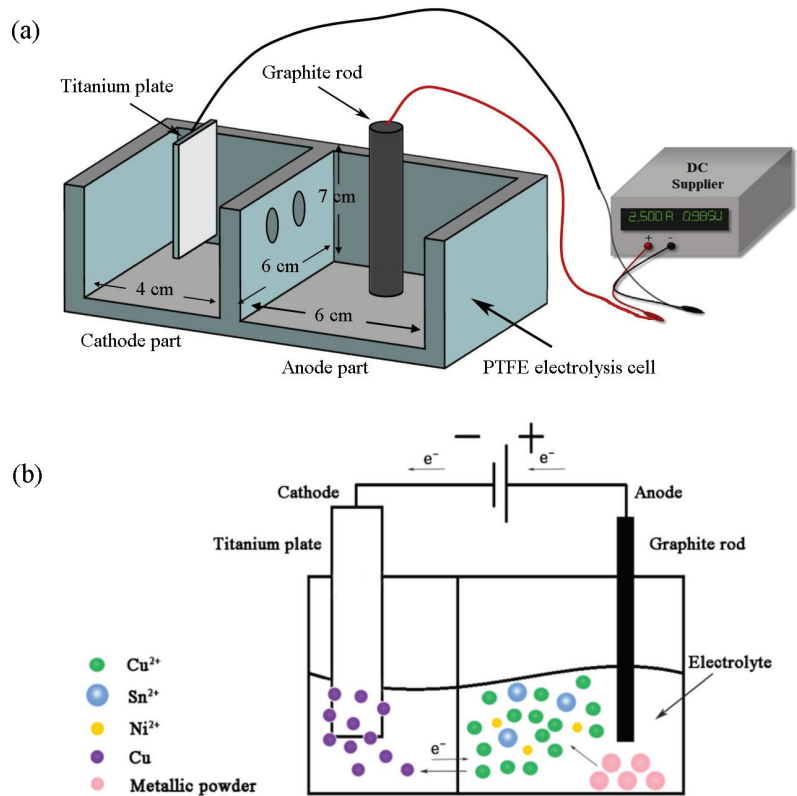 (a)
Titanium plate
Graphite rod
DC
Supplier
2.500A 0.985V
+ -
7 cm
6 cm
4 cm
6 cm
Cathode part
Anode part
PTFE electrolysis cell
(b)
− +
e⁻ e⁻
Cathode Anode
Titanium plate Graphite rod
Electrolyte
Cu²⁺
Sn²⁺
Ni²⁺
Cu
e⁻
Metallic powder